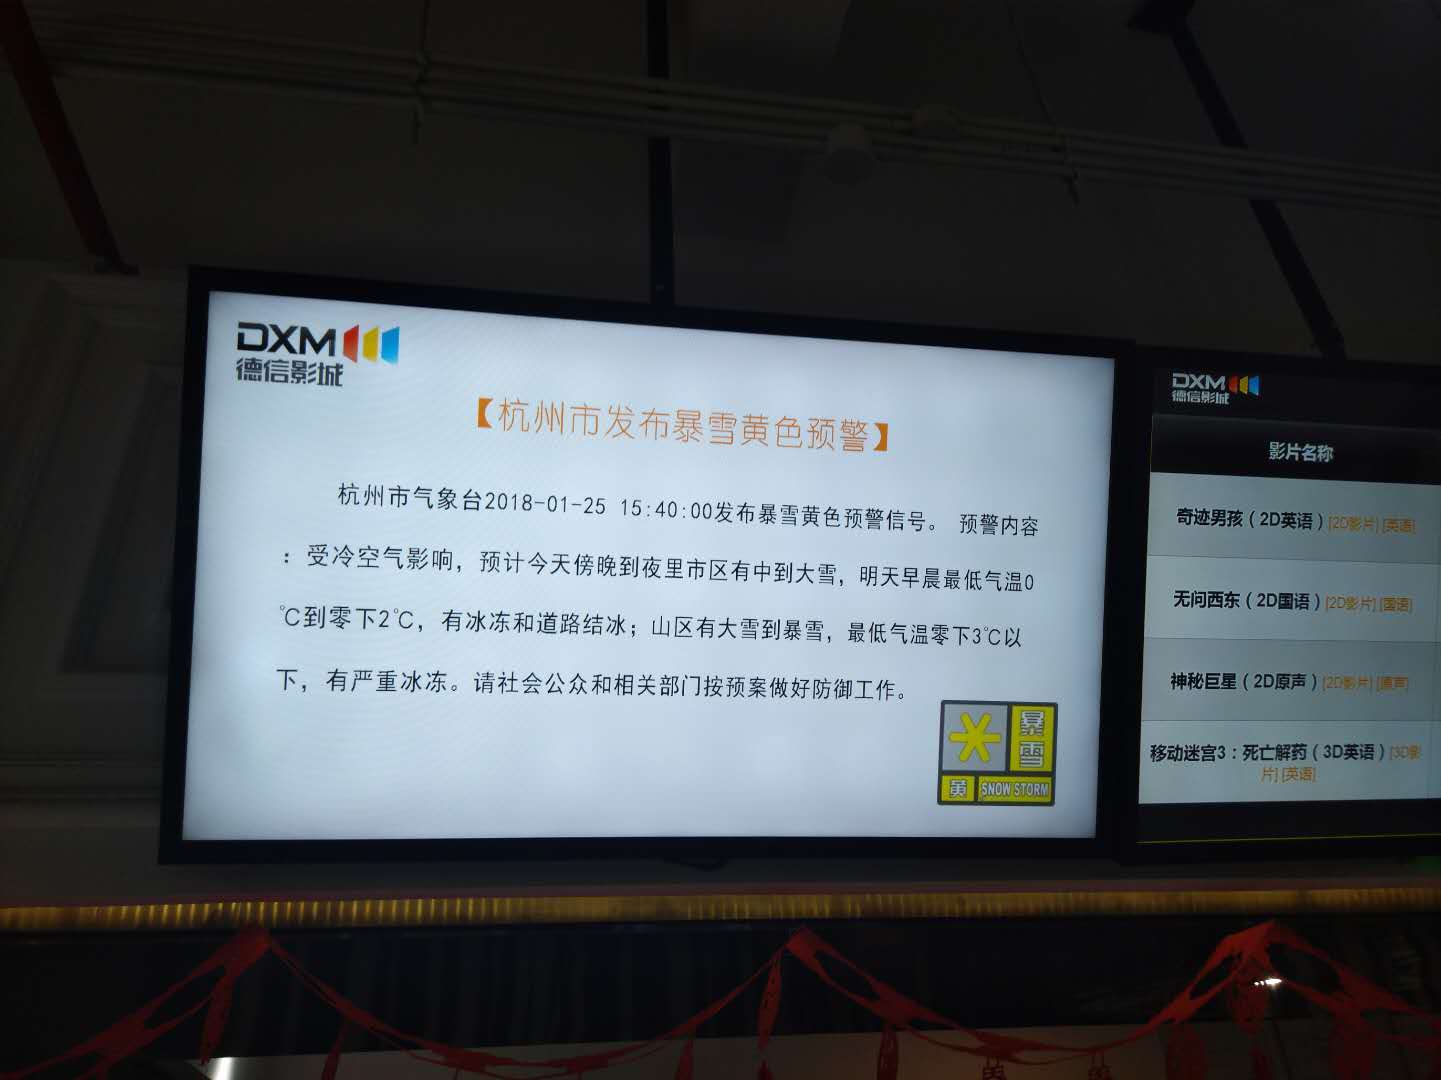 DXM
德信影城
【杭州市发布暴雪黄色预警】
杭州市气象台2018-01-25 15:40:00发布暴雪黄色预警信号。 预警内容
：受冷空气影响，预计今天傍晚到夜里市区有中到大雪，明天早晨最低气温0
℃到零下2℃，有冰冻和道路结冰；山区有大雪到暴雪，最低气温零下3℃以
下，有严重冰冻。请社会公众和相关部门按预案做好防御工作。
暴
雪
黄 SNOW STORM
DXM
德信影城
影片名称
奇迹男孩（2D英语）[2D影片][英语]
无问西东（2D国语）[2D影片][国语]
神秘巨星（2D原声）[2D影片][原声]
移动迷宫3：死亡解药（3D英语）[3D影
片][英语]